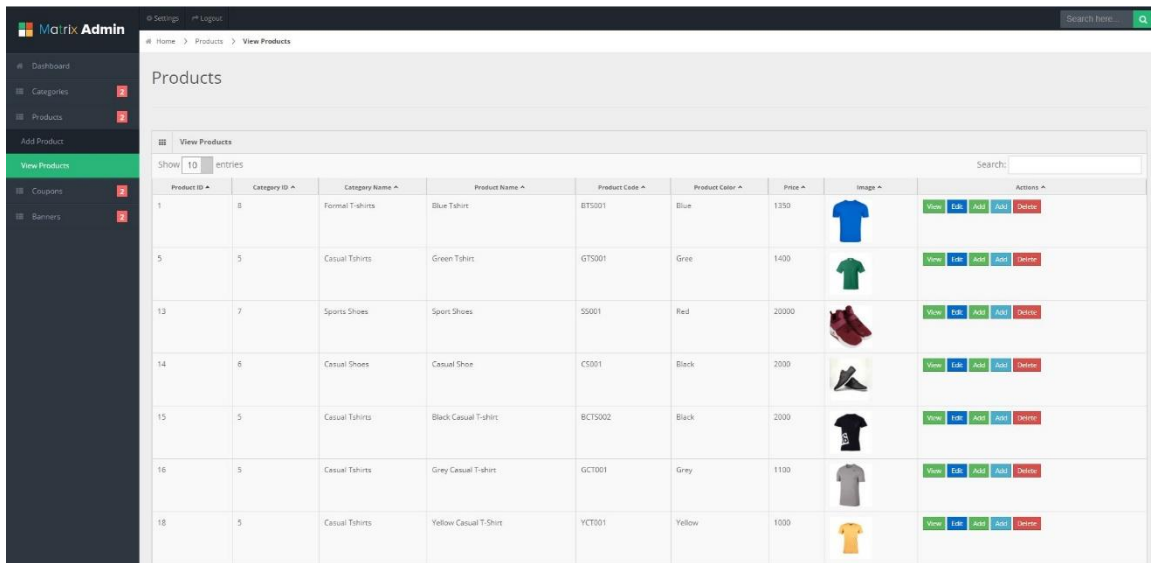 Matrix Admin
Settings Logout
Search here...
Home > Products > View Products
Dashboard
Categories 2
Products 2
Add Product
View Products
Coupons 2
Banners 2
Products
View Products
Show 10 entries
Search:
Product ID Category ID Category Name Product Name Product Code Product Color Price Image Actions
1 8 Formal T-shirts Blue Tshirt BTS001 Blue 1350 View Edit Add Add Delete
5 5 Casual Tshirts Green Tshirt GTS001 Gree 1400 View Edit Add Add Delete
13 7 Sports Shoes Sport Shoes SS001 Red 20000 View Edit Add Add Delete
14 6 Casual Shoes Casual Shoe CS001 Black 2000 View Edit Add Add Delete
15 5 Casual Tshirts Black Casual T-shirt BCTS002 Black 2000 View Edit Add Add Delete
16 5 Casual Tshirts Grey Casual T-shirt GCT001 Grey 1100 View Edit Add Add Delete
18 5 Casual Tshirts Yellow Casual T-Shirt YCT001 Yellow 1000 View Edit Add Add Delete